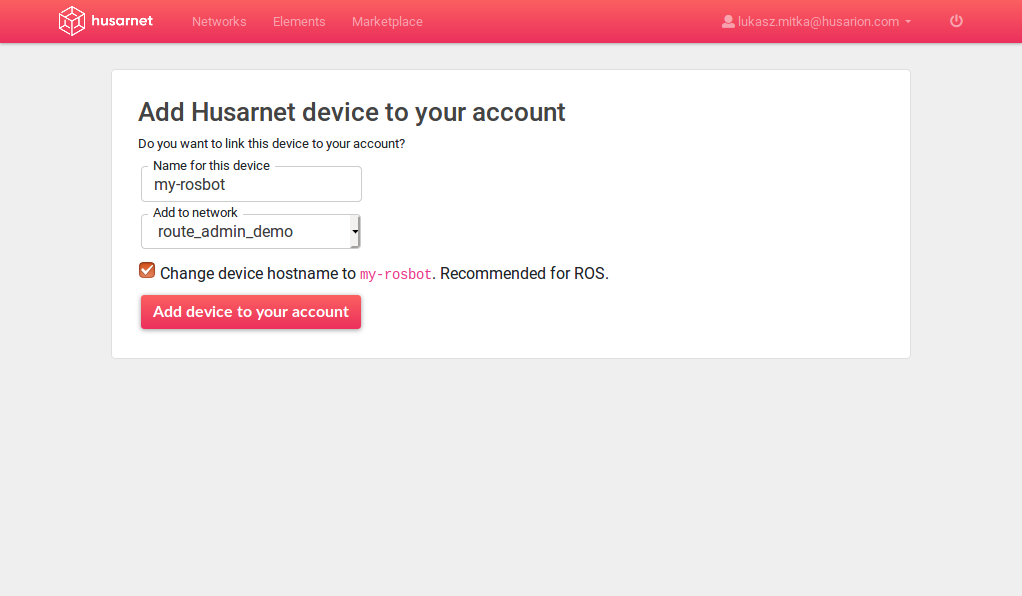 husarnet Networks Elements Marketplace lukasz.mitka@husarion.com
Add Husarnet device to your account
Do you want to link this device to your account?
Name for this device
my-rosbot
Add to network
route_admin_demo
Change device hostname to my-rosbot. Recommended for ROS.
Add device to your account